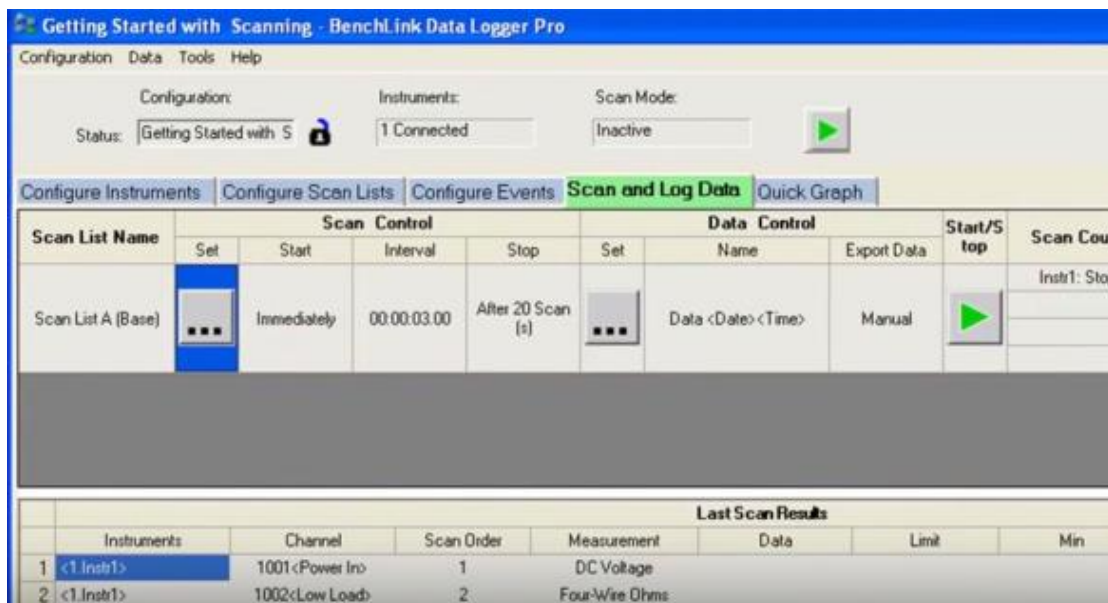 Getting Started with Scanning - BenchLink Data Logger Pro
Configuration Data Tools Help
Configuration: Instruments: Scan Mode:
Status: Getting Started with S 1 Connected Inactive
Configure Instruments Configure Scan Lists Configure Events Scan and Log Data Quick Graph
Scan List Name Scan Control Data Control Start/S
top Scan Cou
Set Start Interval Stop Set Name Export Data
Instr1: Sto
Scan List A (Base) ... Immediately 00:00:03.00 After 20 Scan
(s) ... Data <Date><Time> Manual
Last Scan Results
Instruments Channel Scan Order Measurement Data Limit Min
1 <1.Instr1> 1001<Power In> 1 DC Voltage
2 <1.Instr1> 1002<Low Load> 2 Four-Wire Ohms